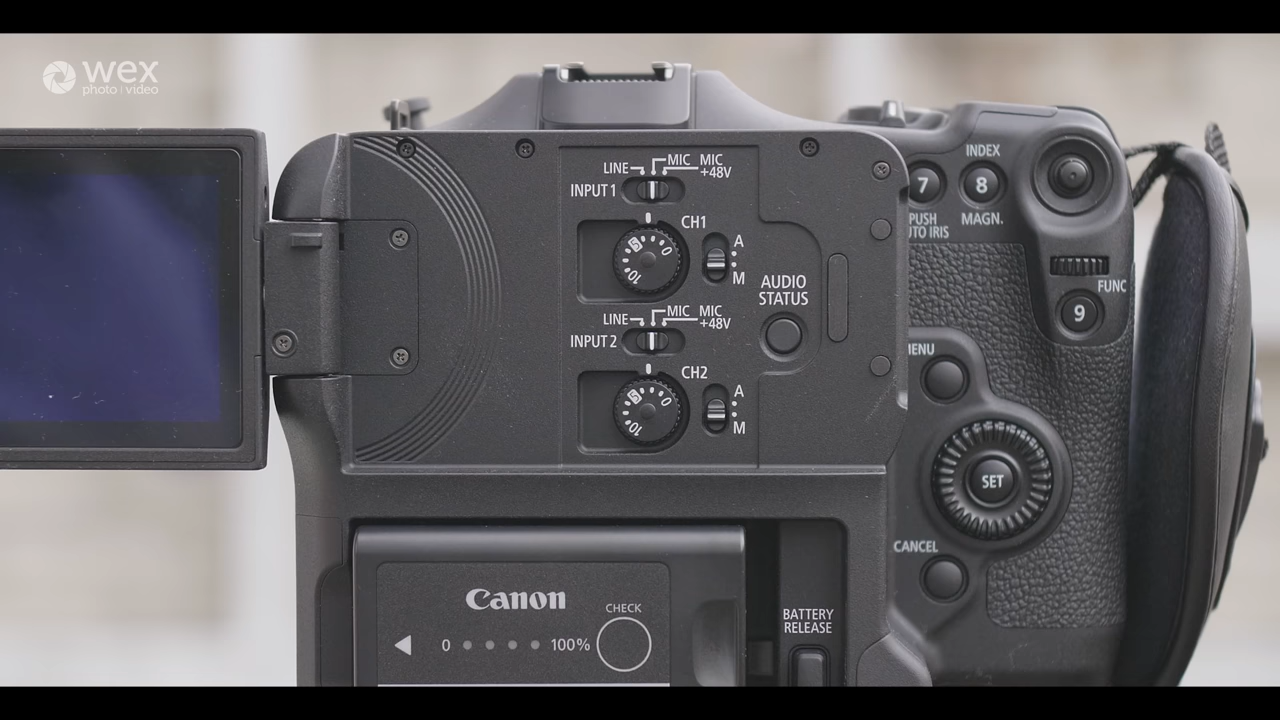 wex
photo | video
LINE MIC MIC
+48V
INPUT 1
CH1
A
M
0
5
10
AUDIO
STATUS
LINE MIC MIC
+48V
INPUT 2
CH2
A
M
0
5
10
7
PUSH
UTO IRIS
INDEX
8
MAGN.
FUNC
9
MENU
SET
CANCEL
Canon
CHECK
0 100%
BATTERY
RELEASE